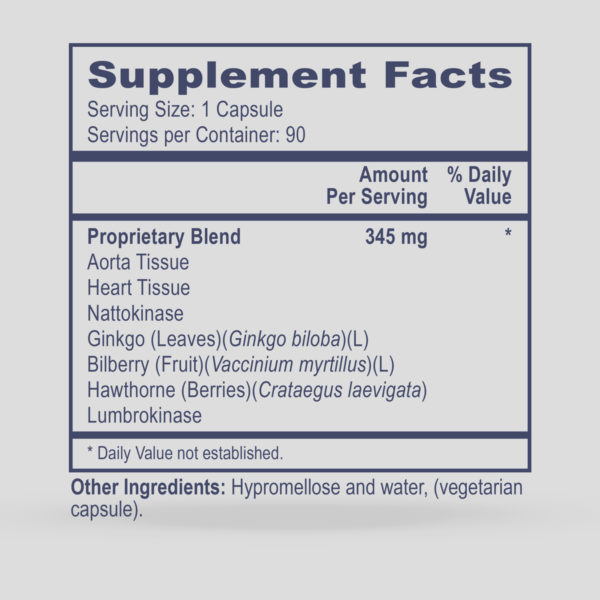 Supplement Facts
Serving Size: 1 Capsule
Servings per Container: 90
Amount % Daily
Per Serving Value
Proprietary Blend 345 mg *
Aorta Tissue
Heart Tissue
Nattokinase
Ginkgo (Leaves)(Ginkgo biloba)(L)
Bilberry (Fruit)(Vaccinium myrtillus)(L)
Hawthorne (Berries)(Crataegus laevigata)
Lumbrokinase
* Daily Value not established.
Other Ingredients: Hypromellose and water, (vegetarian
capsule).